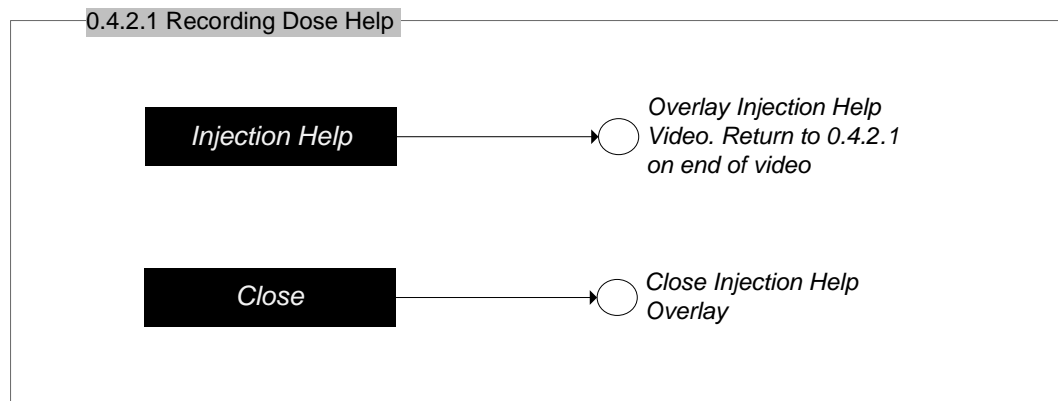 0.4.2.1 Recording Dose Help
Injection Help
Overlay Injection Help
Video. Return to 0.4.2.1
on end of video
Close
Close Injection Help
Overlay